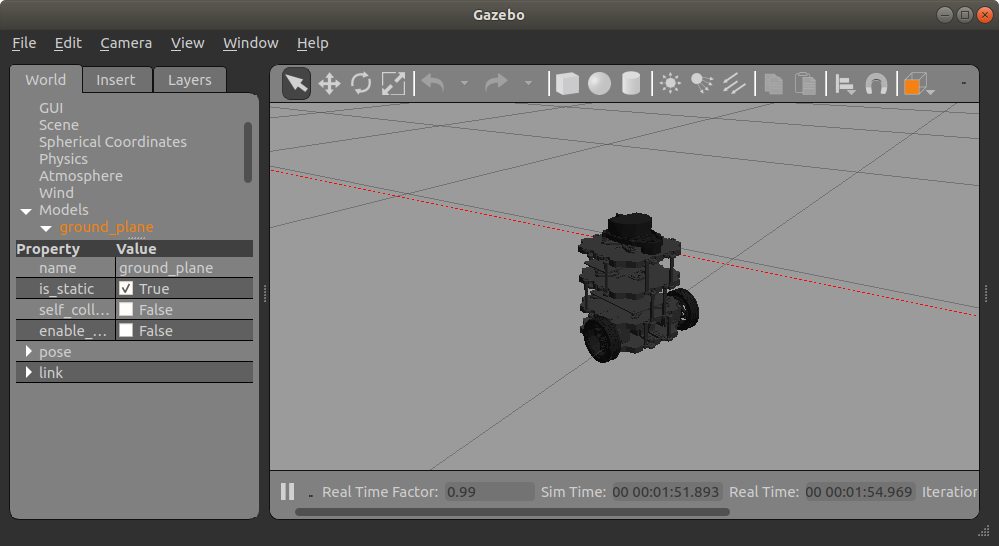 Gazebo
File Edit Camera View Window Help
World Insert Layers
GUI
Scene
Spherical Coordinates
Physics
Atmosphere
Wind
Models
ground_plane
Property Value
name ground_plane
is_static True
self_coll... False
enable_... False
pose
link
Real Time Factor: 0.99 Sim Time: 00 00:01:51.893 Real Time: 00 00:01:54.969 Iteration